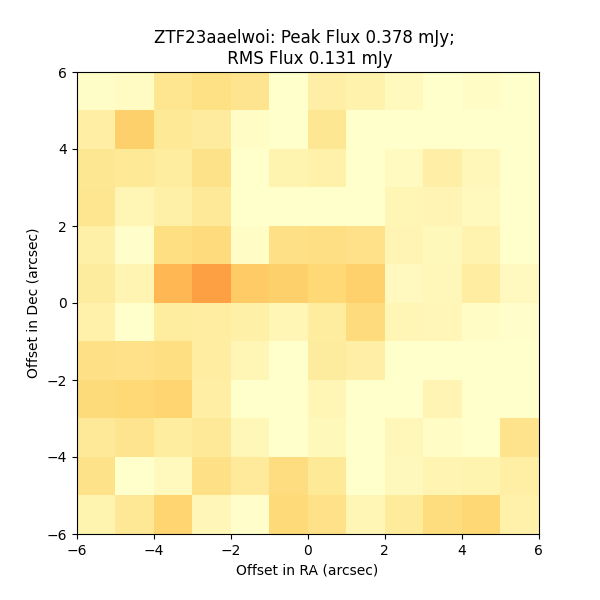 ZTF23aaelwoi: Peak Flux 0.378 mJy;
RMS Flux 0.131 mJy
6
4
2
0
−2
−4
−6
Offset in Dec (arcsec)
−6 −4 −2 0 2 4 6
Offset in RA (arcsec)